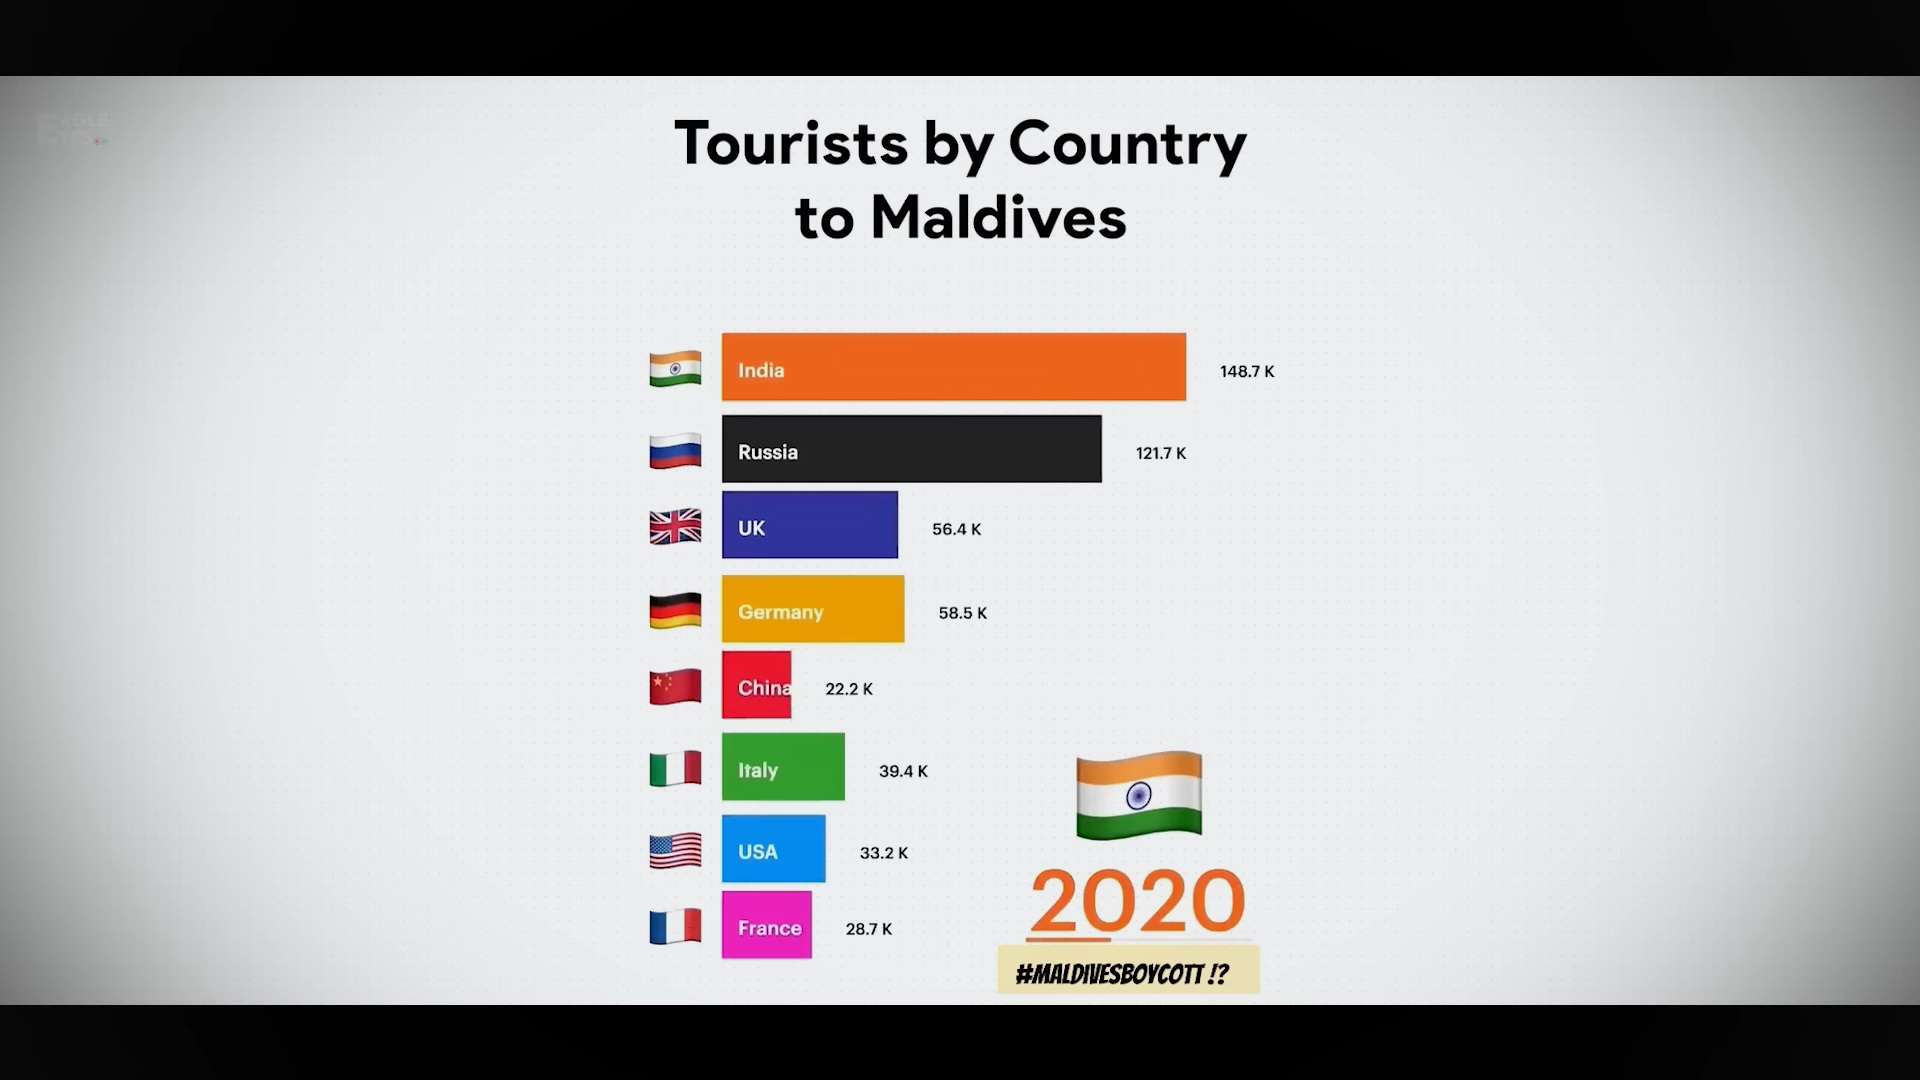 Tourists by Country
to Maldives
India 148.7 K
Russia 121.7 K
UK 56.4 K
Germany 58.5 K
China 22.2 K
Italy 39.4 K
USA 33.2 K
France 28.7 K
2020
#MALDIVESBOYCOTT !?